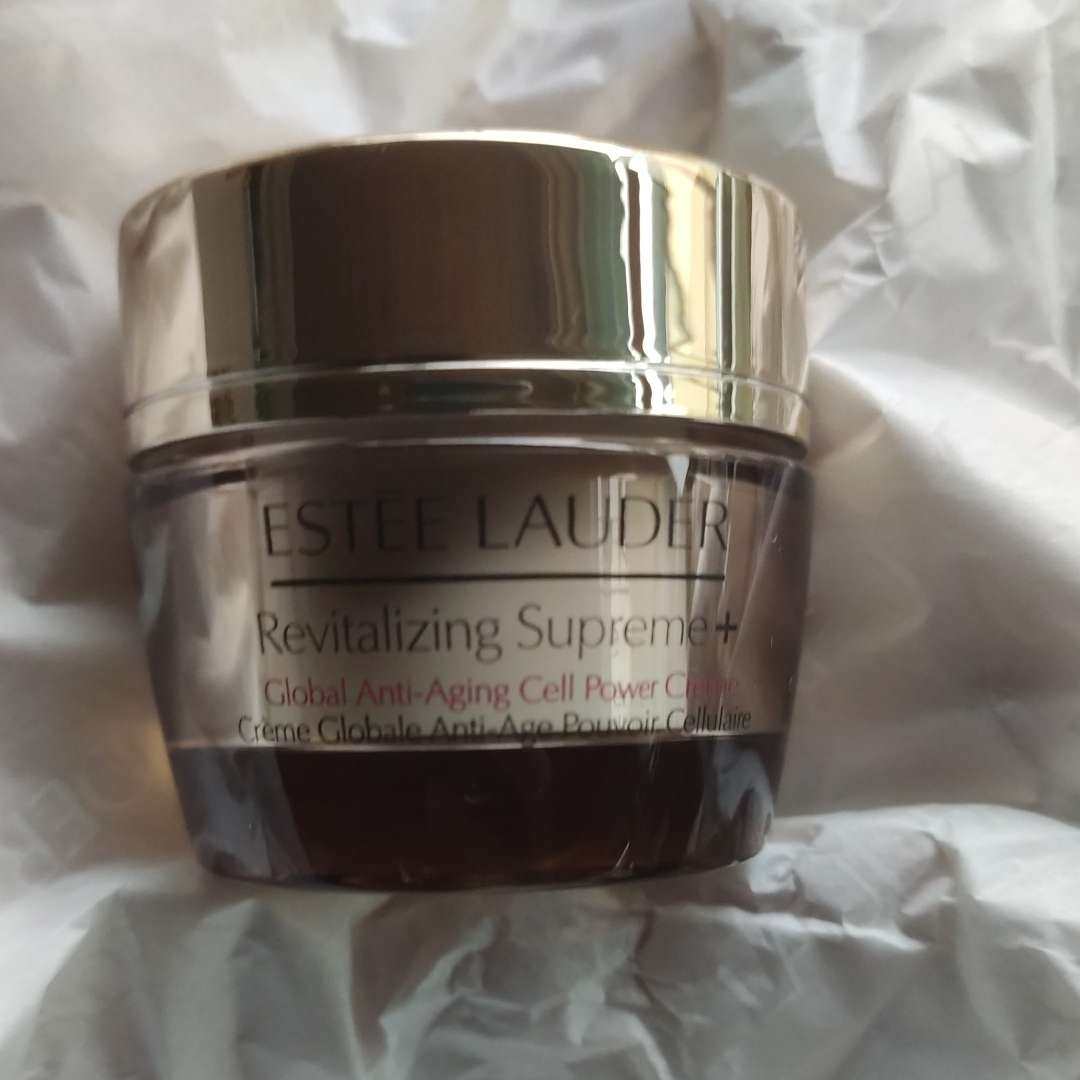 ESTEE LAUDER
Revitalizing Supreme+
Global Anti-Aging Cell Power Creme
Crème Globale Anti-Age Pouvoir Cellulaire